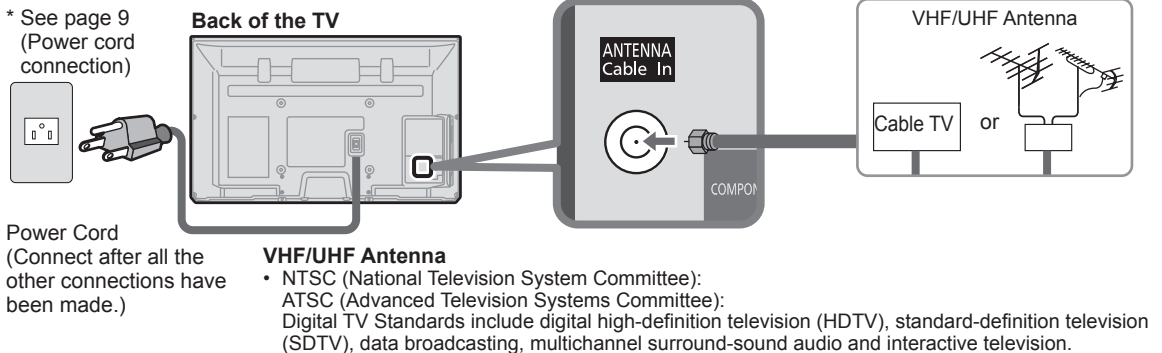 * See page 9
(Power cord
connection)
Back of the TV
ANTENNA
Cable In
COMPON
VHF/UHF Antenna
Cable TV
or
Power Cord
(Connect after all the
other connections have
been made.)
VHF/UHF Antenna
• NTSC (National Television System Committee):
ATSC (Advanced Television Systems Committee):
Digital TV Standards include digital high-definition television (HDTV), standard-definition television
(SDTV), data broadcasting, multichannel surround-sound audio and interactive television.